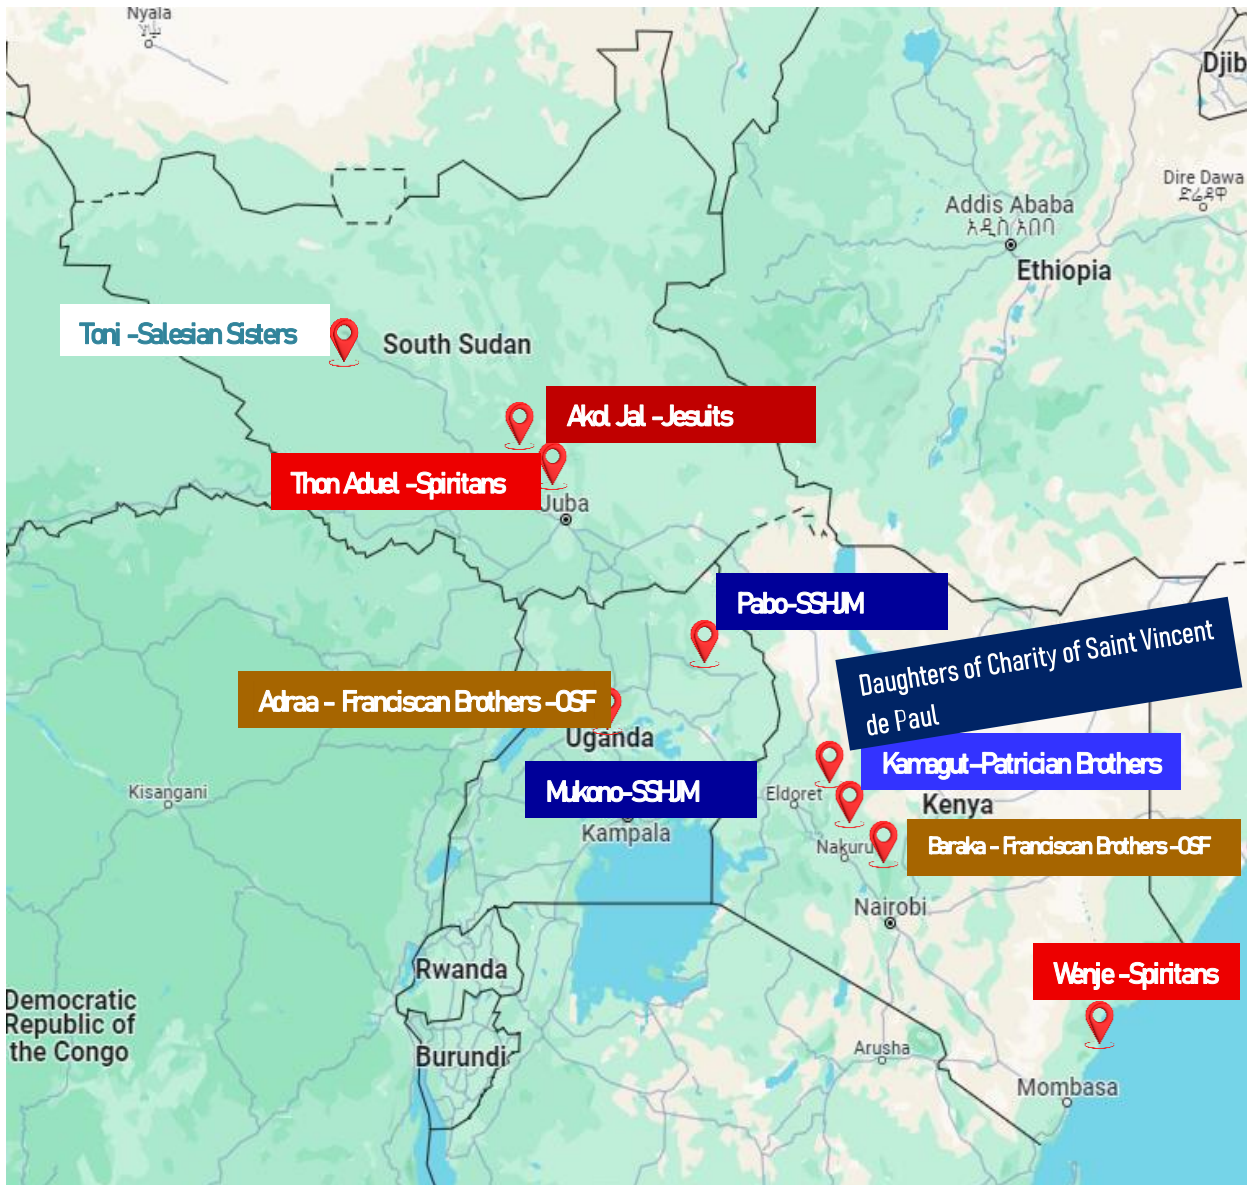 Nyala
Djib
Dire Dawa
ድሬዳዋ
Addis Ababa
አዲስ አበባ
Ethiopia
Tonj -Salesian Sisters
South Sudan
Akol Jal -Jesuits
Thon Aduel -Spiritans
Juba
Pabo-SSHJM
Daughters of Charity of Saint Vincent
de Paul
Adraa - Franciscan Brothers -OSF
Uganda
Kamagut-Patrician Brothers
Mukono-SSHJM
Kisangani
Eldoret
Kenya
Kampala
Nakuru
Baraka - Franciscan Brothers -OSF
Nairobi
Rwanda
Wenje -Spiritans
Democratic
Republic of
the Congo
Burundi
Arusha
Mombasa